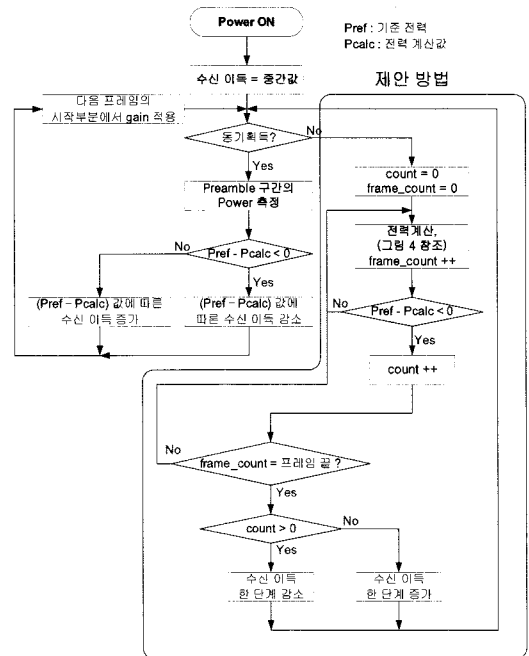 Power ON
Pref : 기준 전력
Pcalc : 전력 계산값
수신 이득 = 중간값
제안 방법
다음 프레임의
시작부분에서 gain 적용
동기획득?
No
Yes
count = 0
frame_count = 0
Preamble 구간의
Power 측정
전력계산,
(그림 4 참조)
frame_count ++
No
Pref - Pcalc < 0
Yes
(Pref – Pcalc) 값에 따른
수신 이득 증가
(Pref – Pcalc) 값에
따른 수신 이득 감소
No
Pref - Pcalc < 0
Yes
count ++
No
frame_count = 프레임 끝 ?
Yes
count > 0
No
Yes
수신 이득
한 단계 감소
수신 이득
한 단계 증가